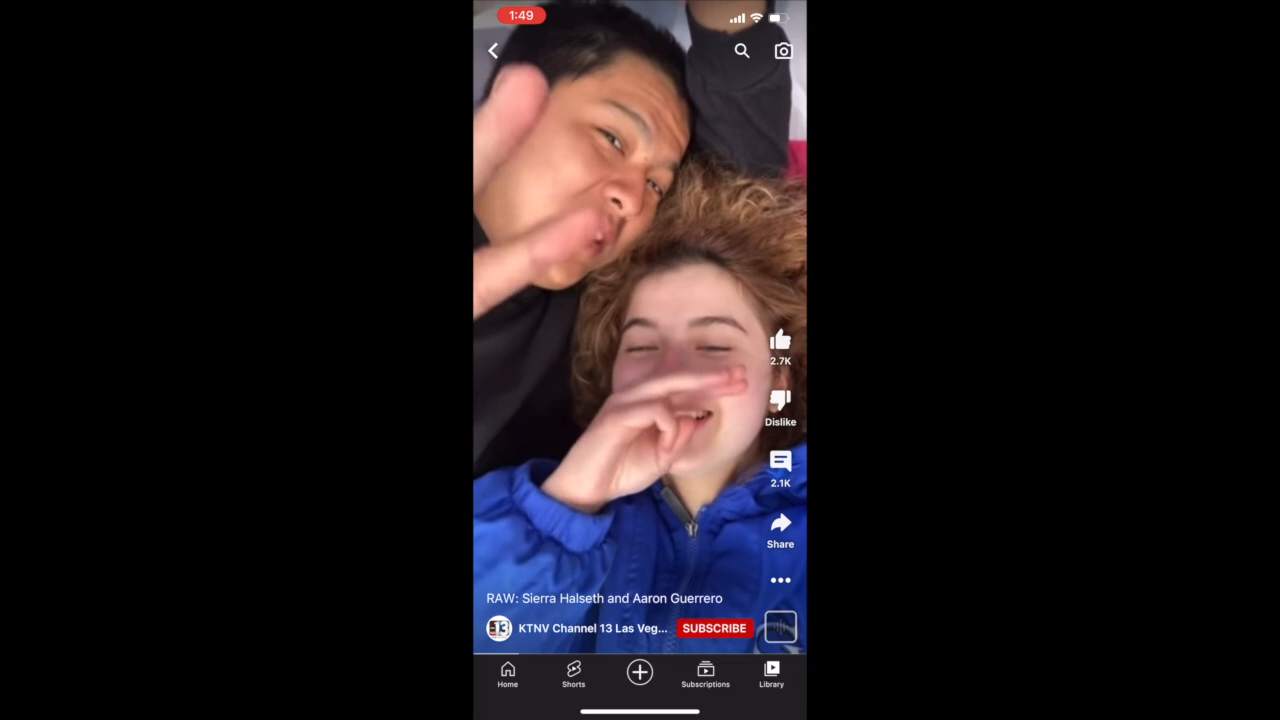 1:49
2.7K
Dislike
2.1K
Share
RAW: Sierra Halseth and Aaron Guerrero
13 KTNV Channel 13 Las Veg... SUBSCRIBE
Home Shorts Subscriptions Library